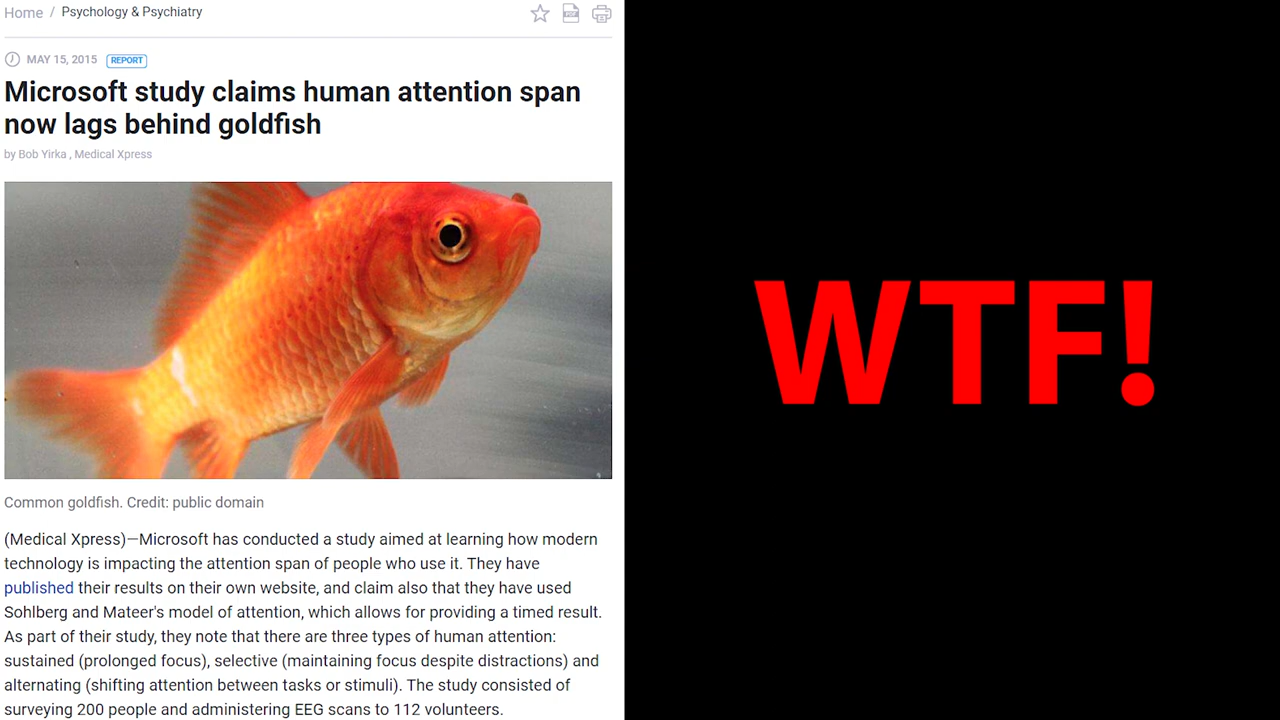 Home / Psychology & Psychiatry
PDF
MAY 15, 2015 REPORT
Microsoft study claims human attention span
now lags behind goldfish
by Bob Yirka , Medical Xpress
Common goldfish. Credit: public domain
(Medical Xpress)—Microsoft has conducted a study aimed at learning how modern
technology is impacting the attention span of people who use it. They have
published their results on their own website, and claim also that they have used
Sohlberg and Mateer's model of attention, which allows for providing a timed result.
As part of their study, they note that there are three types of human attention:
sustained (prolonged focus), selective (maintaining focus despite distractions) and
alternating (shifting attention between tasks or stimuli). The study consisted of
surveying 200 people and administering EEG scans to 112 volunteers.
WTF!